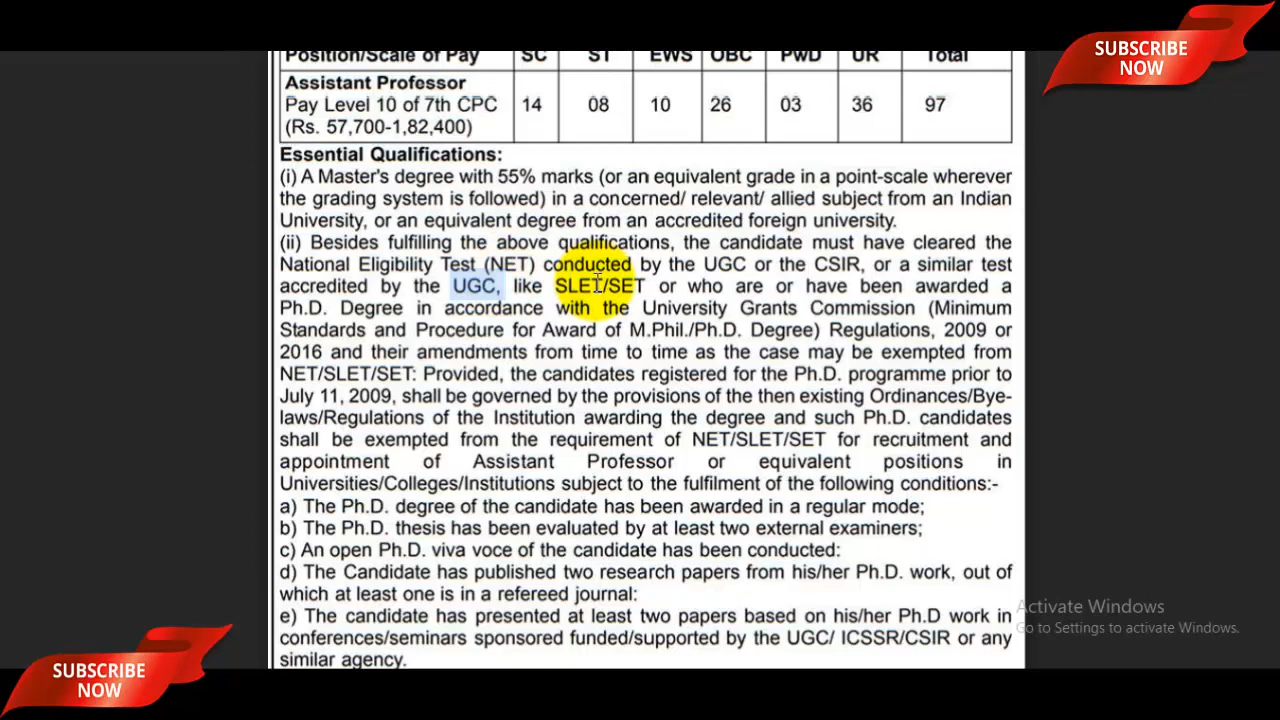 SUBSCRIBE
NOW
Position/Scale of Pay SC ST EWS OBC PWD UR Total
Assistant Professor
Pay Level 10 of 7th CPC 14 08 10 26 03 36 97
(Rs. 57,700-1,82,400)
Essential Qualifications:
(i) A Master's degree with 55% marks (or an equivalent grade in a point-scale wherever
the grading system is followed) in a concerned/ relevant/ allied subject from an Indian
University, or an equivalent degree from an accredited foreign university.
(ii) Besides fulfilling the above qualifications, the candidate must have cleared the
National Eligibility Test (NET) conducted by the UGC or the CSIR, or a similar test
accredited by the UGC, like SLET/SET or who are or have been awarded a
Ph.D. Degree in accordance with the University Grants Commission (Minimum
Standards and Procedure for Award of M.Phil./Ph.D. Degree) Regulations, 2009 or
2016 and their amendments from time to time as the case may be exempted from
NET/SLET/SET: Provided, the candidates registered for the Ph.D. programme prior to
July 11, 2009, shall be governed by the provisions of the then existing Ordinances/Bye-
laws/Regulations of the Institution awarding the degree and such Ph.D. candidates
shall be exempted from the requirement of NET/SLET/SET for recruitment and
appointment of Assistant Professor or equivalent positions in
Universities/Colleges/Institutions subject to the fulfilment of the following conditions:-
a) The Ph.D. degree of the candidate has been awarded in a regular mode;
b) The Ph.D. thesis has been evaluated by at least two external examiners;
c) An open Ph.D. viva voce of the candidate has been conducted:
d) The Candidate has published two research papers from his/her Ph.D. work, out of
which at least one is in a refereed journal:
e) The candidate has presented at least two papers based on his/her Ph.D work in
conferences/seminars sponsored funded/supported by the UGC/ ICSSR/CSIR or any
similar agency.
Activate Windows
Go to Settings to activate Windows.
SUBSCRIBE
NOW